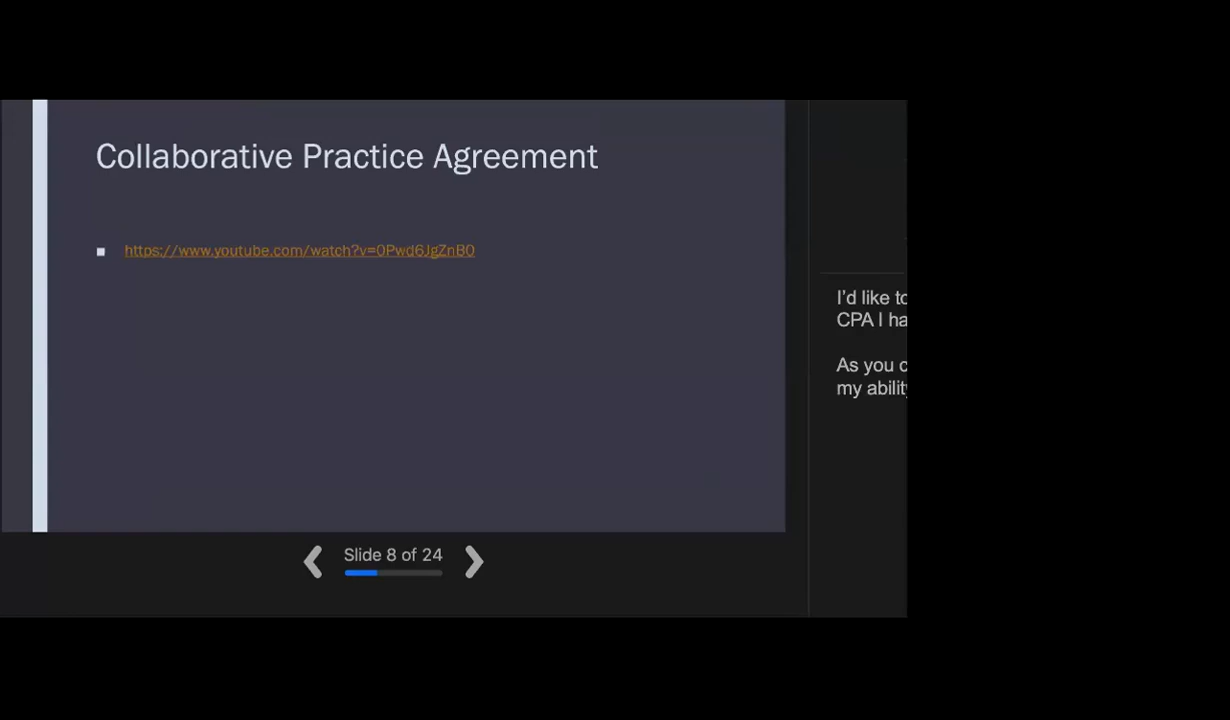 Collaborative Practice Agreement
https://www.youtube.com/watch?v=0Pwd6JgZnB0
I'd like to
CPA I ha
As you c
my ability
Slide 8 of 24